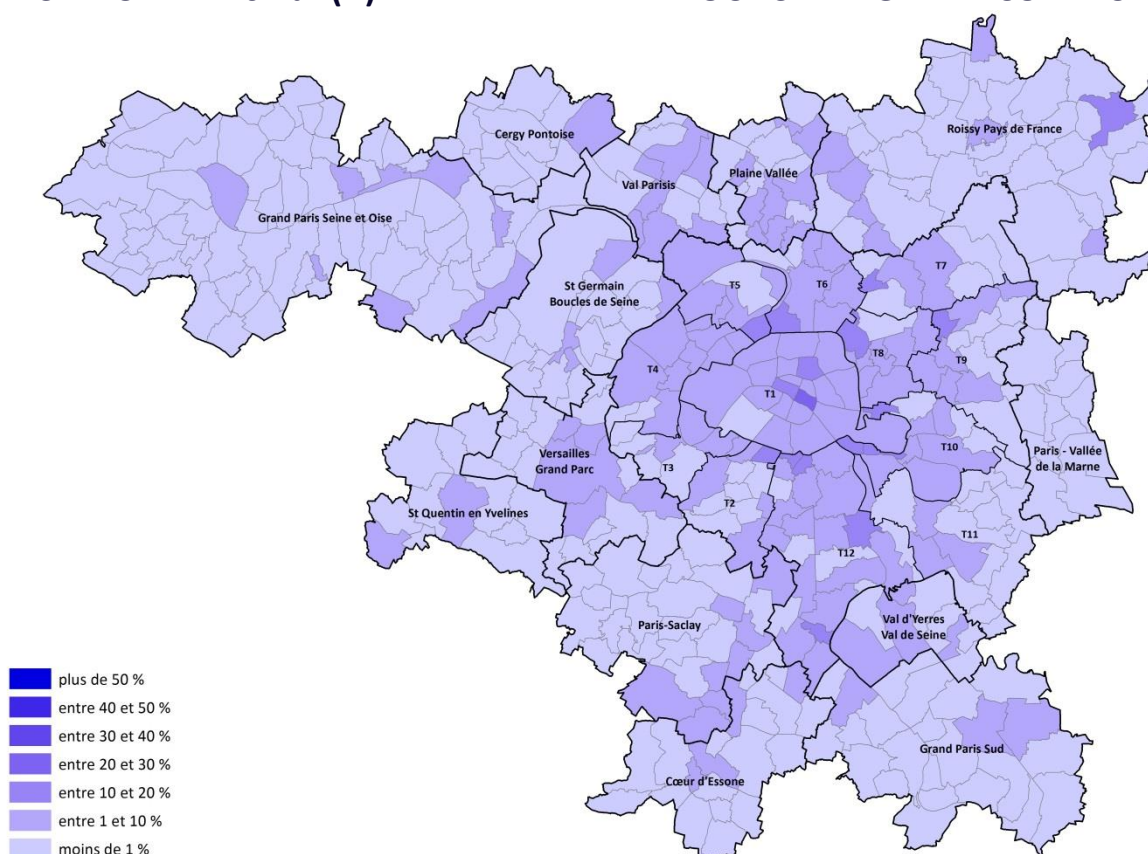 Cergy Pontoise
Roissy Pays de France
Val Parisis
Plaine Vallée
Grand Paris Seine et Oise
T7
St Germain
Boucles de Seine
T5
T6
T8
T9
T4
T1
Versailles
Grand Parc
T3
T10
Paris - Vallée
de la Marne
St Quentin en Yvelines
T2
T11
T12
Paris-Saclay
Val d'Yerres
Val de Seine
Grand Paris Sud
Cœur d'Essone
plus de 50 %
entre 40 et 50 %
entre 30 et 40 %
entre 20 et 30 %
entre 10 et 20 %
entre 1 et 10 %
moins de 1 %